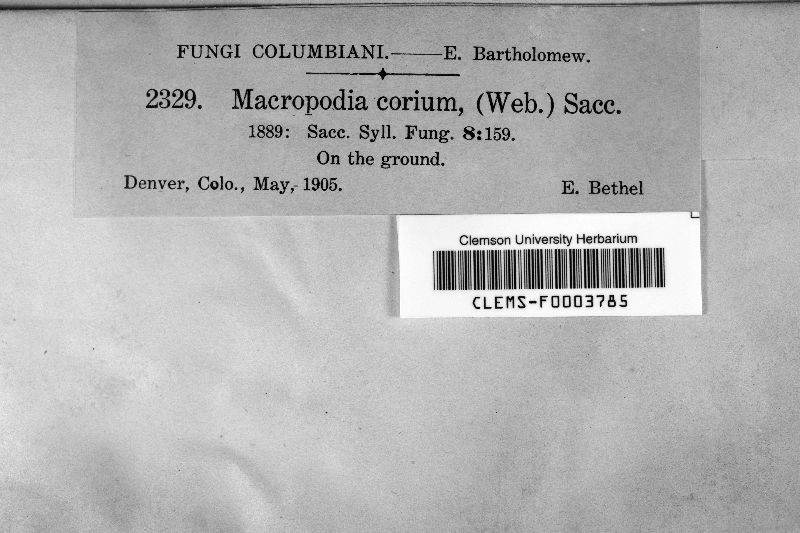 FUNGI COLUMBIANI.——E. Bartholomew.
2329. Macropodia corium, (Web.) Sacc.
1889: Sacc. Syll. Fung. 8:159.
On the ground.
Denver, Colo., May, 1905. E. Bethel
Clemson University Herbarium
CLEMS-F0003785